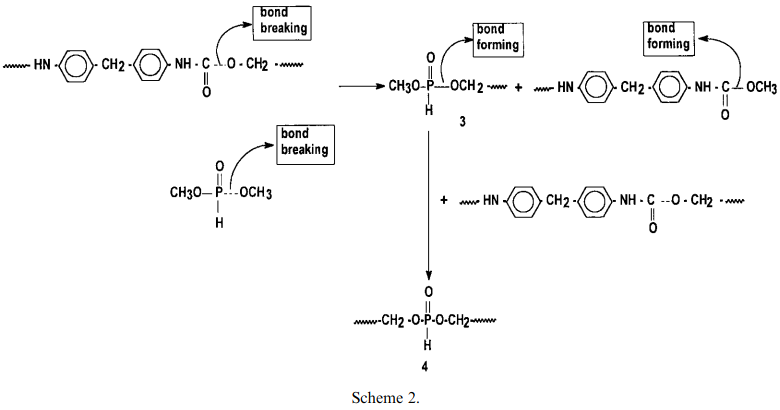 bond
breaking
HN CH2 NH C O CH2
O
bond
forming
O
CH3O P OCH2 +
H
3
bond
forming
HN CH2 NH C OCH3
O
bond
breaking
O
CH3O P OCH3
H
+ HN CH2 NH C O CH2
O
O
CH2 O P O CH2
H
4
Scheme 2.